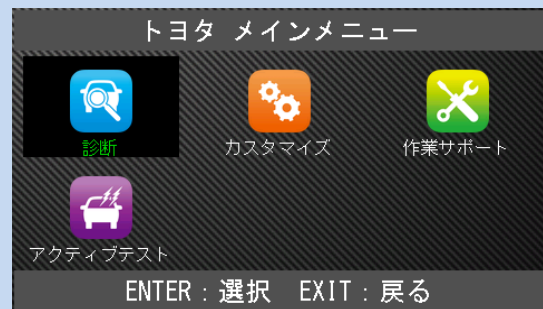 トヨタ メインメニュー
診断 カスタマイズ 作業サポート
アクティブテスト
ENTER：選択 EXIT：戻る